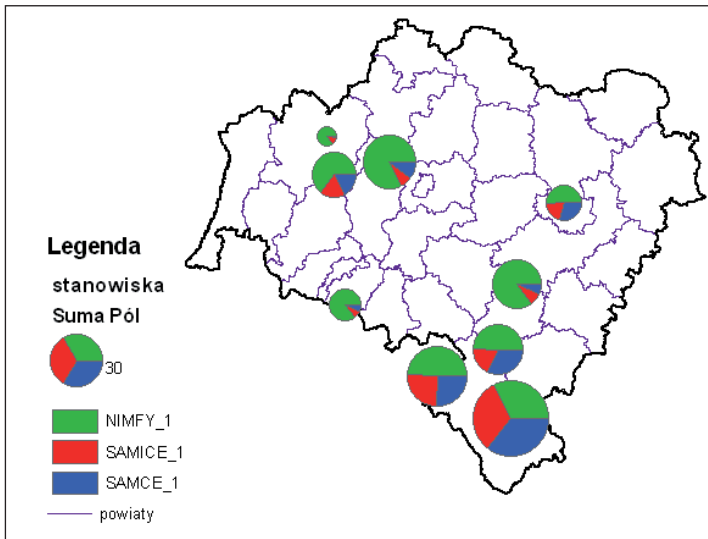 Legenda
stanowiska
Suma Pól
30
NIMFY_1
SAMICE_1
SAMCE_1
powiaty